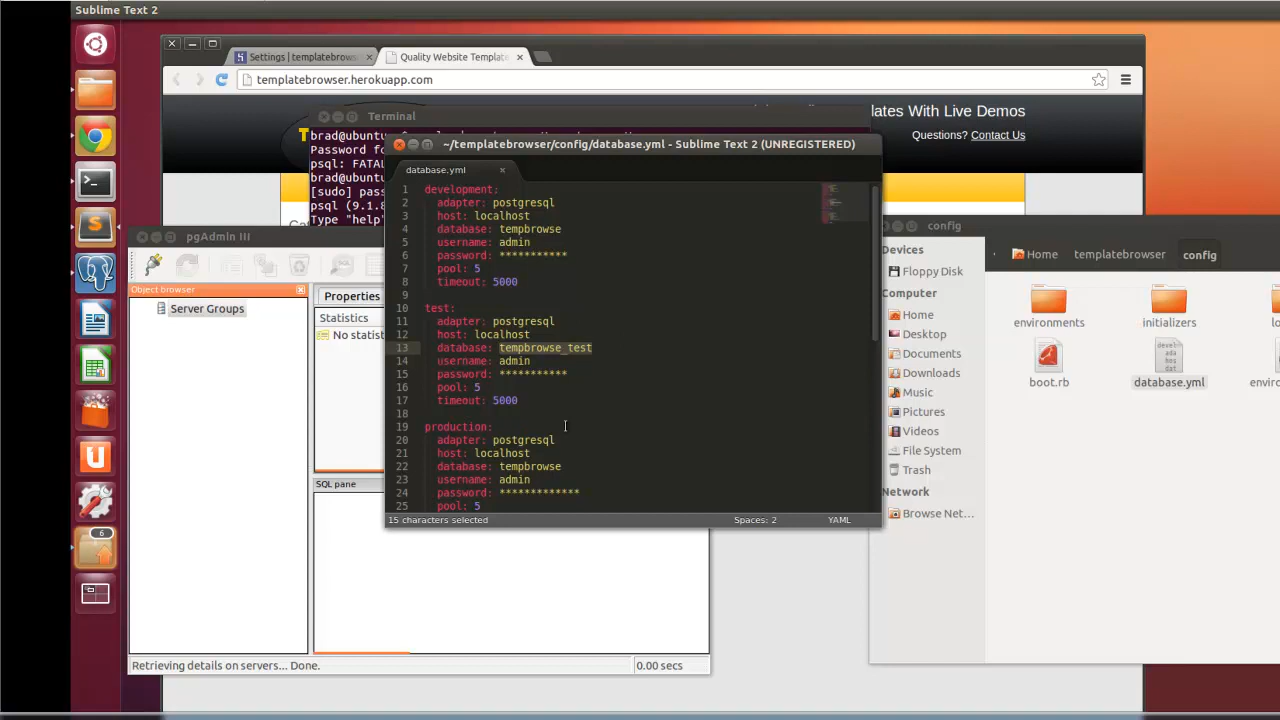 Sublime Text 2
Settings | templatebrows
Quality Website Templat
templatebrowser.herokuapp.com
lates With Live Demos
Questions? Contact Us
Terminal
brad@ubuntu
Password fo
psql: FATAL
brad@ubuntu
[sudo] pass
psql (9.1.8
Type "help"
~/templatebrowser/config/database.yml - Sublime Text 2 (UNREGISTERED)
database.yml
1 development:
2 adapter: postgresql
3 host: localhost
4 database: tempbrowse
5 username: admin
6 password: ***********
7 pool: 5
8 timeout: 5000
9
10 test:
11 adapter: postgresql
12 host: localhost
13 database: tempbrowse_test
14 username: admin
15 password: ***********
16 pool: 5
17 timeout: 5000
18
19 production:
20 adapter: postgresql
21 host: localhost
22 database: tempbrowse
23 username: admin
24 password: *************
25 pool: 5
15 characters selected
Spaces: 2
YAML
pgAdmin III
Object browser
Server Groups
Properties
Statistics
No statist
SQL pane
Retrieving details on servers... Done.
0.00 secs
config
Devices
Floppy Disk
Computer
Home
Desktop
Documents
Downloads
Music
Pictures
Videos
File System
Trash
Network
Browse Net...
Home
templatebrowser
config
environments
initializers
boot.rb
database.yml
envir
6